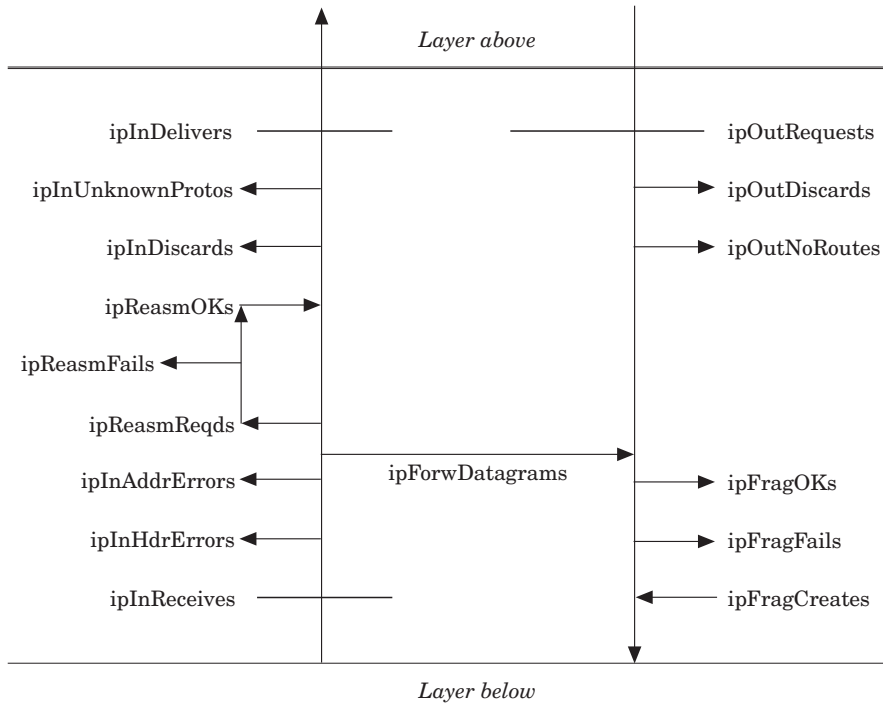 Layer above
ipInDelivers
ipOutRequests
ipInUnknownProtos
ipOutDiscards
ipInDiscards
ipOutNoRoutes
ipReasmOKs
ipReasmFails
ipReasmReqds
ipForwDatagrams
ipInAddrErrors
ipFragOKs
ipInHdrErrors
ipFragFails
ipInReceives
ipFragCreates
Layer below